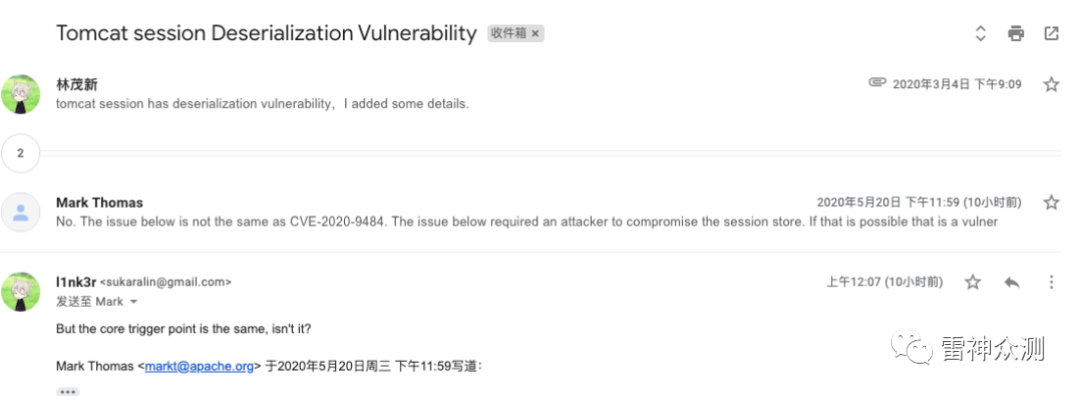 Tomcat session Deserialization Vulnerability 收件箱 ×
林茂新 2020年3月4日 下午9:09
tomcat session has deserialization vulnerability，I added some details.
2
Mark Thomas 2020年5月20日 下午11:59 (10小时前)
No. The issue below is not the same as CVE-2020-9484. The issue below required an attacker to compromise the session store. If that is possible that is a vulner
l1nk3r <sukaralin@gmail.com> 上午12:07 (10小时前)
发送至 Mark
But the core trigger point is the same, isn't it?
Mark Thomas <markt@apache.org> 于2020年5月20日周三 下午11:59写道：
雷神众测